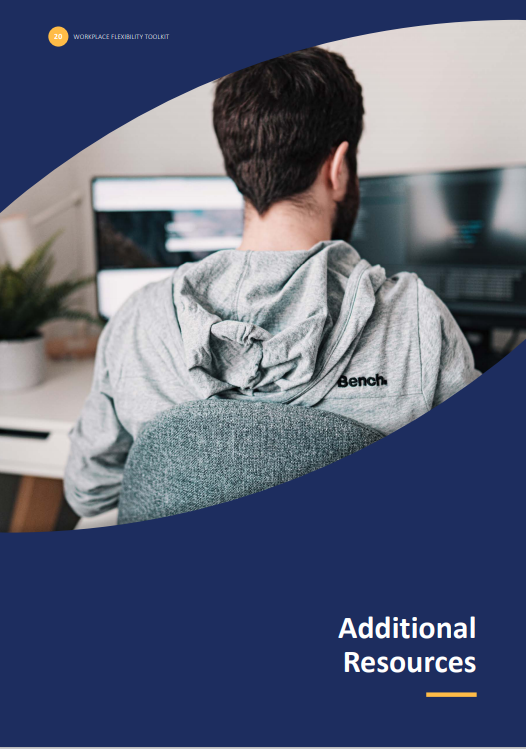 20 WORKPLACE FLEXIBILITY TOOLKIT
Bench.
Additional
Resources